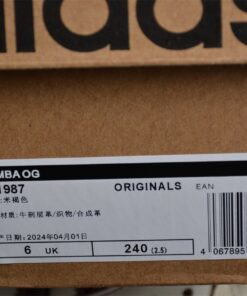 adidas
MBA OG
1987 ORIGINALS EAN
:米褐色
材质:牛剖层革/织物/合成革
产日期:2024年04月01日
6 UK 240 (2.5) 4 067895